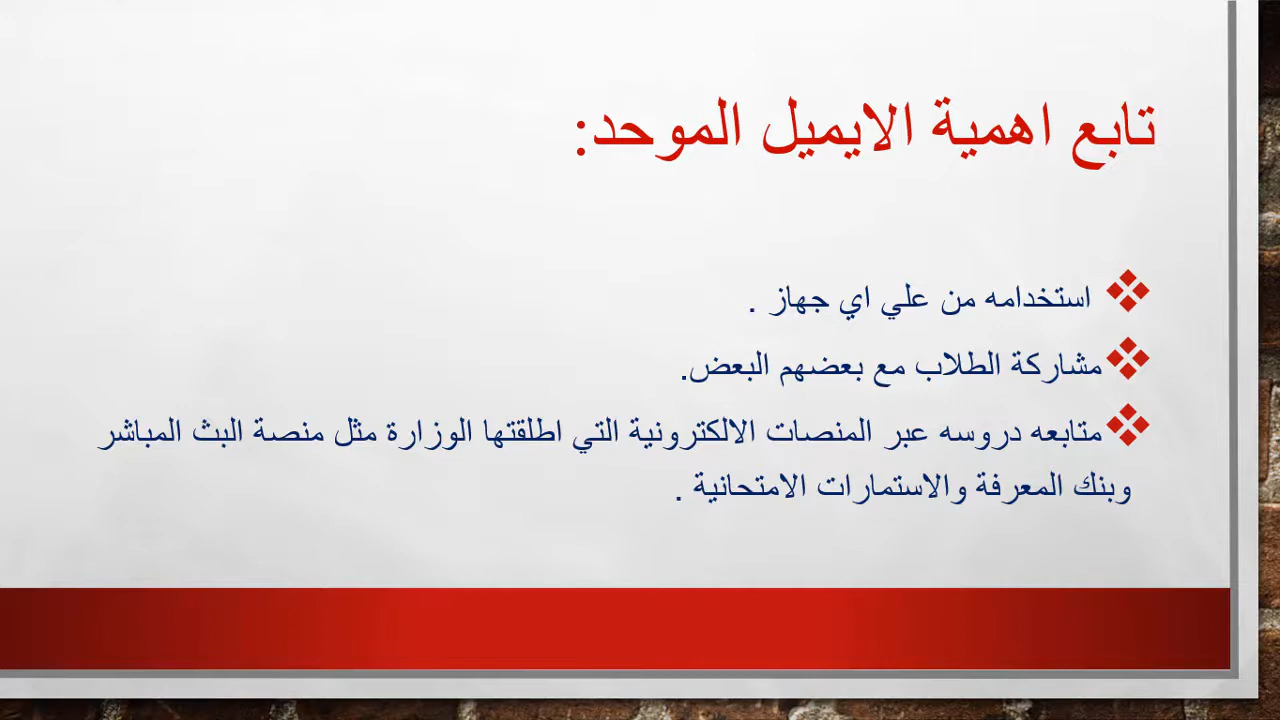 تابع اهمية الايميل الموحد:
استخدامه من علي اي جهاز .
مشاركة الطلاب مع بعضهم البعض.
متابعه دروسه عبر المنصات الالكترونية التي اطلقتها الوزارة مثل منصة البث المباشر
وبنك المعرفة والاستمارات الامتحانية .